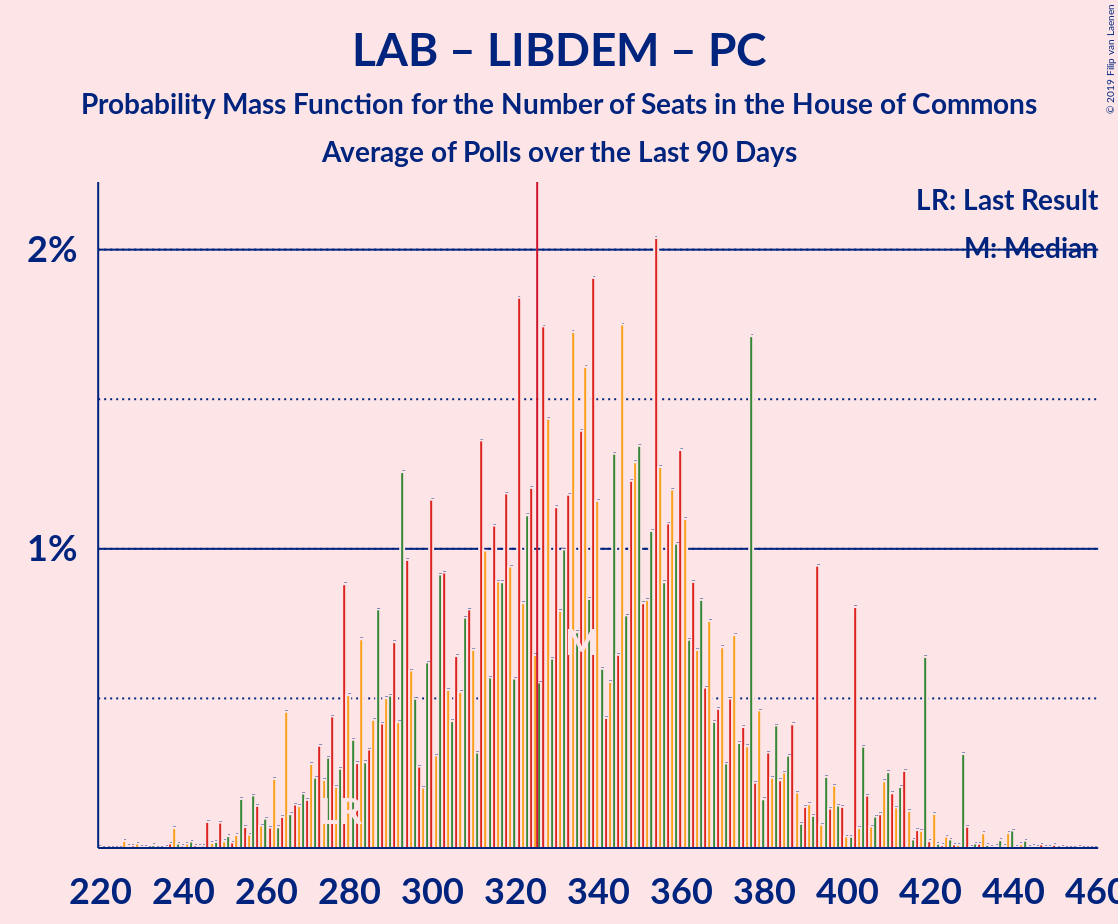 © 2019 Filip van Laenen
LAB – LIBDEM – PC
Probability Mass Function for the Number of Seats in the House of Commons
Average of Polls over the Last 90 Days
LR: Last Result
M: Median
2%
1%
M
LR
220 240 260 280 300 320 340 360 380 400 420 440 460